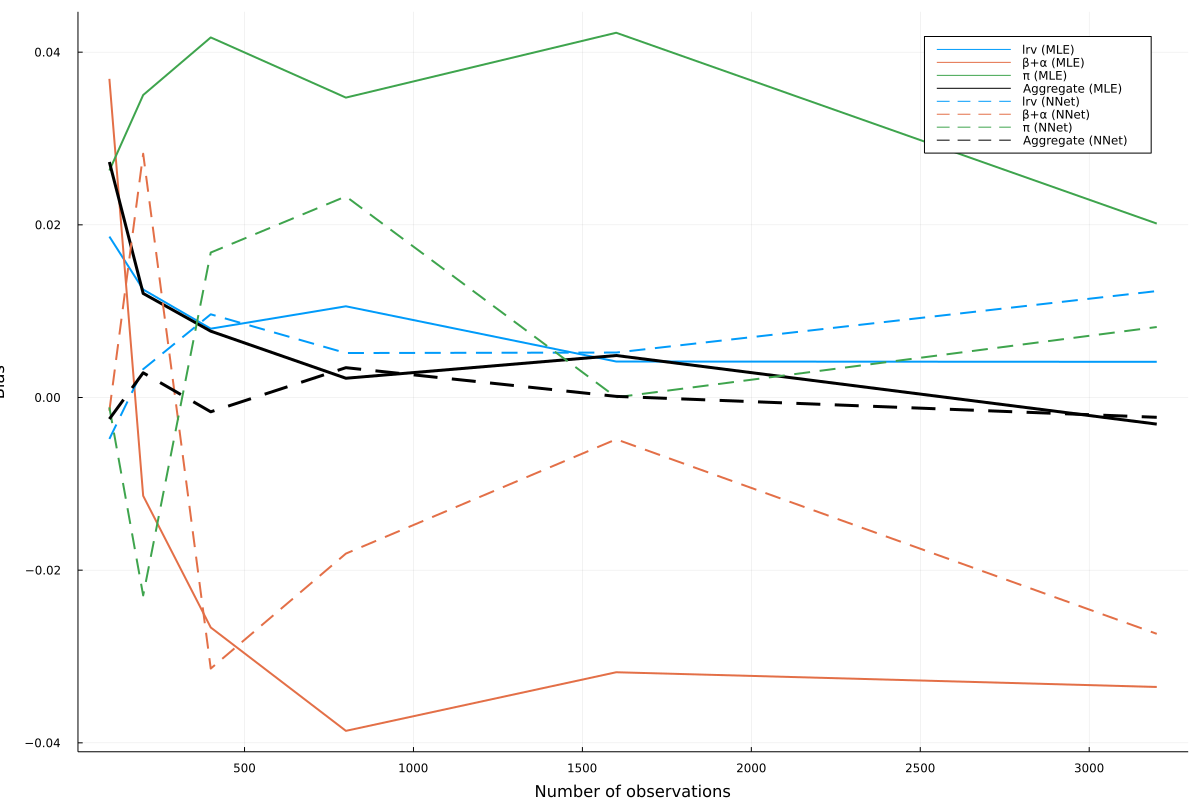 0.04
0.02
0.00
−0.02
−0.04
500
1000
1500
2000
2500
3000
Number of observations
lrv (MLE)
β+α (MLE)
π (MLE)
Aggregate (MLE)
lrv (NNet)
β+α (NNet)
π (NNet)
Aggregate (NNet)